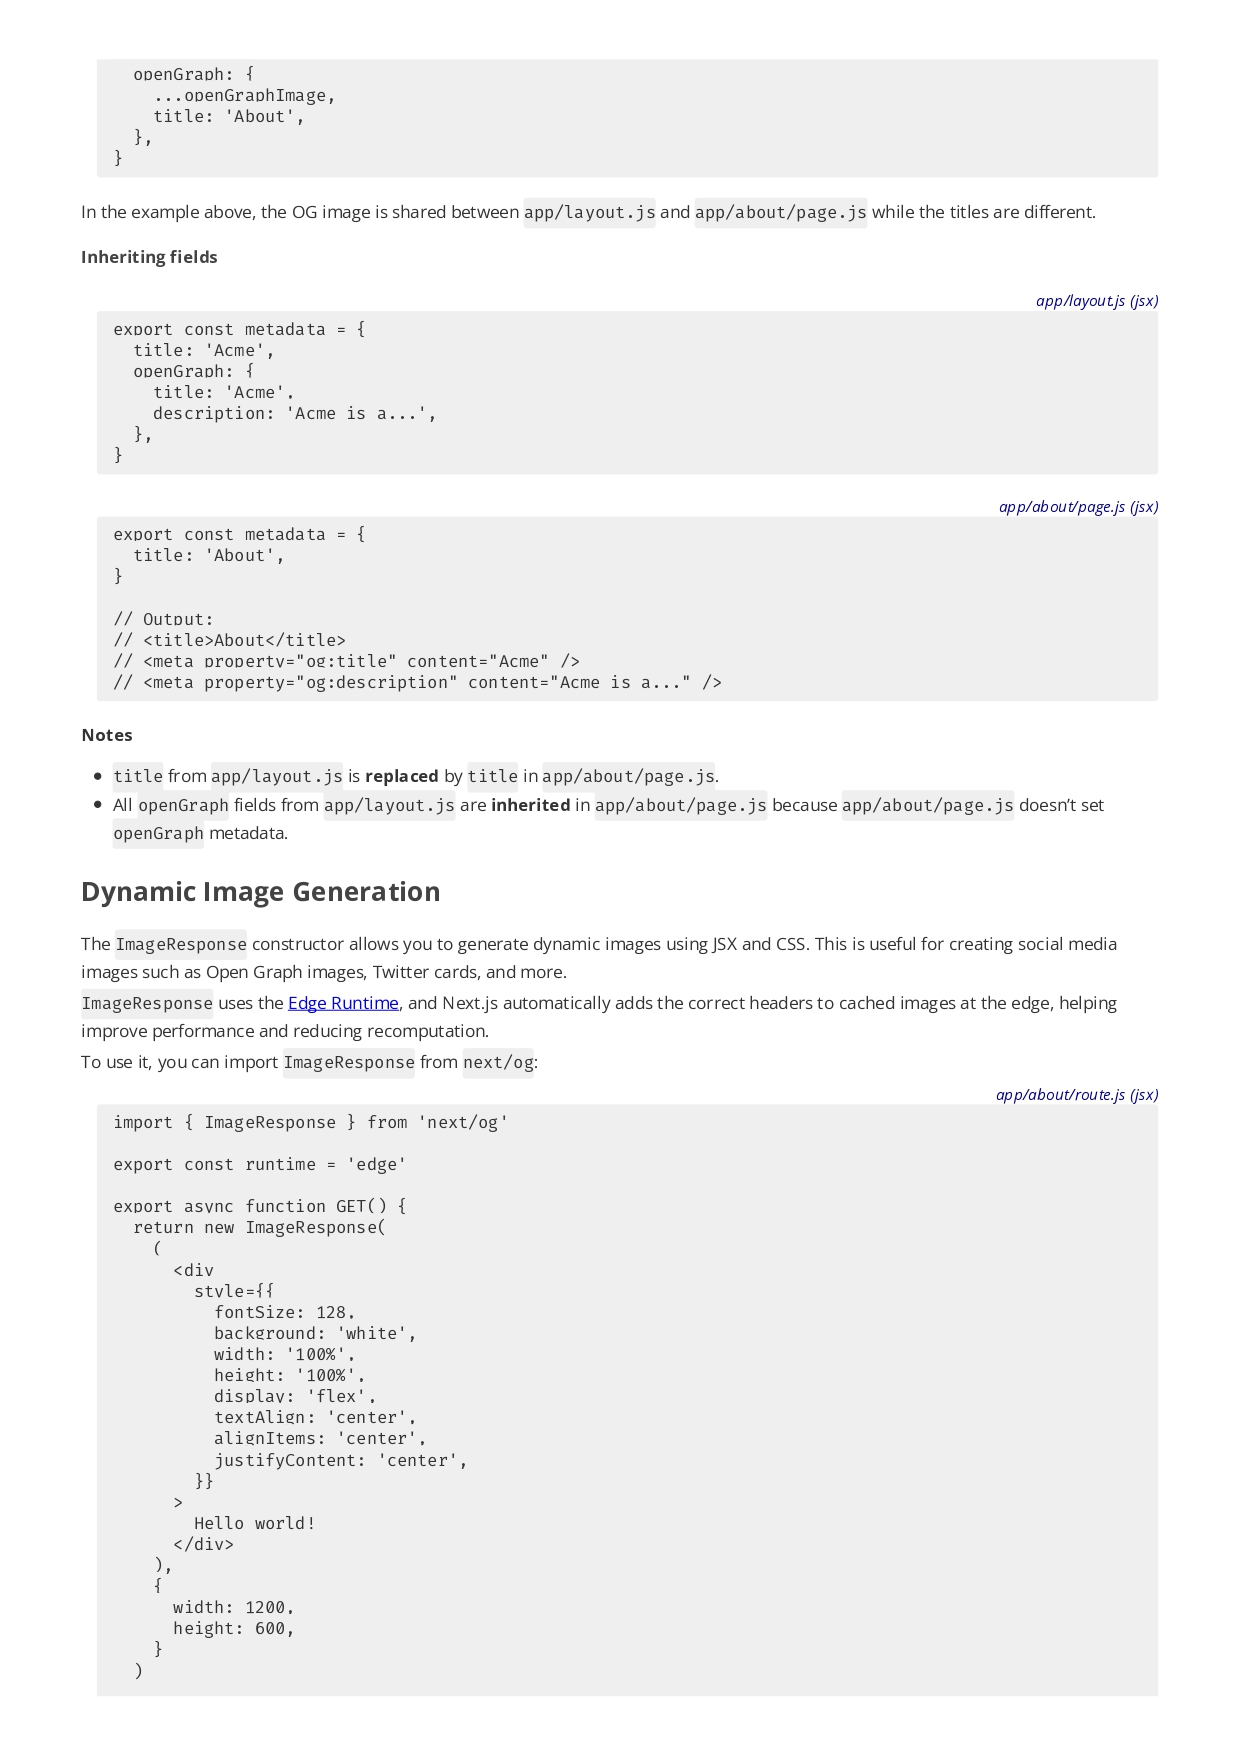 openGraph: {
    ...openGraphImage,
    title: 'About',
  },
}
In the example above, the OG image is shared between app/layout.js and app/about/page.js while the titles are different.
Inheriting fields
app/layout.js (jsx)
export const metadata = {
  title: 'Acme',
  openGraph: {
    title: 'Acme',
    description: 'Acme is a...',
  },
}
app/about/page.js (jsx)
export const metadata = {
  title: 'About',
}

// Output:
// <title>About</title>
// <meta property="og:title" content="Acme" />
// <meta property="og:description" content="Acme is a..." />
Notes
• title from app/layout.js is replaced by title in app/about/page.js.
• All openGraph fields from app/layout.js are inherited in app/about/page.js because app/about/page.js doesn’t set
openGraph metadata.
Dynamic Image Generation
The ImageResponse constructor allows you to generate dynamic images using JSX and CSS. This is useful for creating social media
images such as Open Graph images, Twitter cards, and more.
ImageResponse uses the Edge Runtime, and Next.js automatically adds the correct headers to cached images at the edge, helping
improve performance and reducing recomputation.
To use it, you can import ImageResponse from next/og:
app/about/route.js (jsx)
import { ImageResponse } from 'next/og'

export const runtime = 'edge'

export async function GET() {
  return new ImageResponse(
    (
      <div
        style={{
          fontSize: 128,
          background: 'white',
          width: '100%',
          height: '100%',
          display: 'flex',
          textAlign: 'center',
          alignItems: 'center',
          justifyContent: 'center',
        }}
      >
        Hello world!
      </div>
    ),
    {
      width: 1200,
      height: 600,
    }
  )